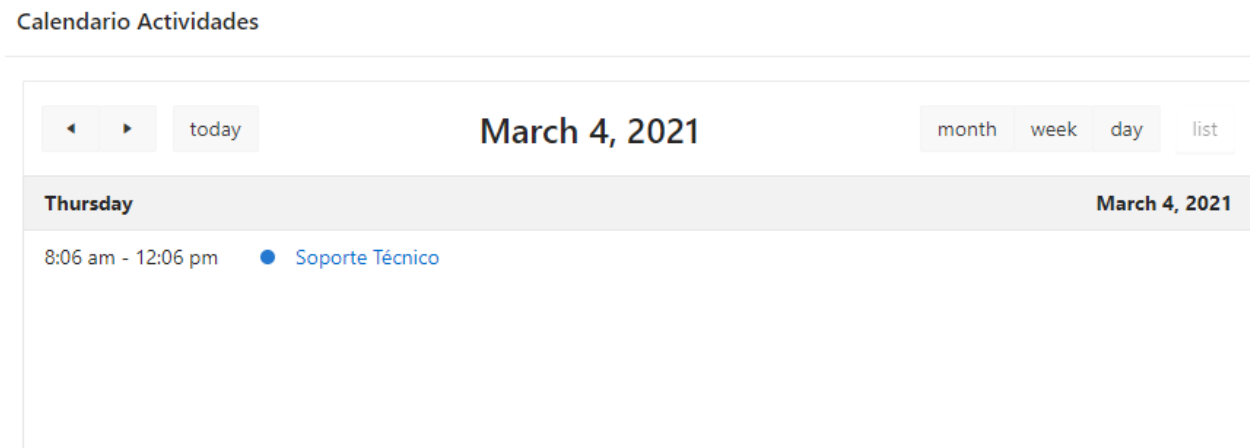 Calendario Actividades
today March 4, 2021 month week day list
Thursday March 4, 2021
8:06 am - 12:06 pm Soporte Técnico